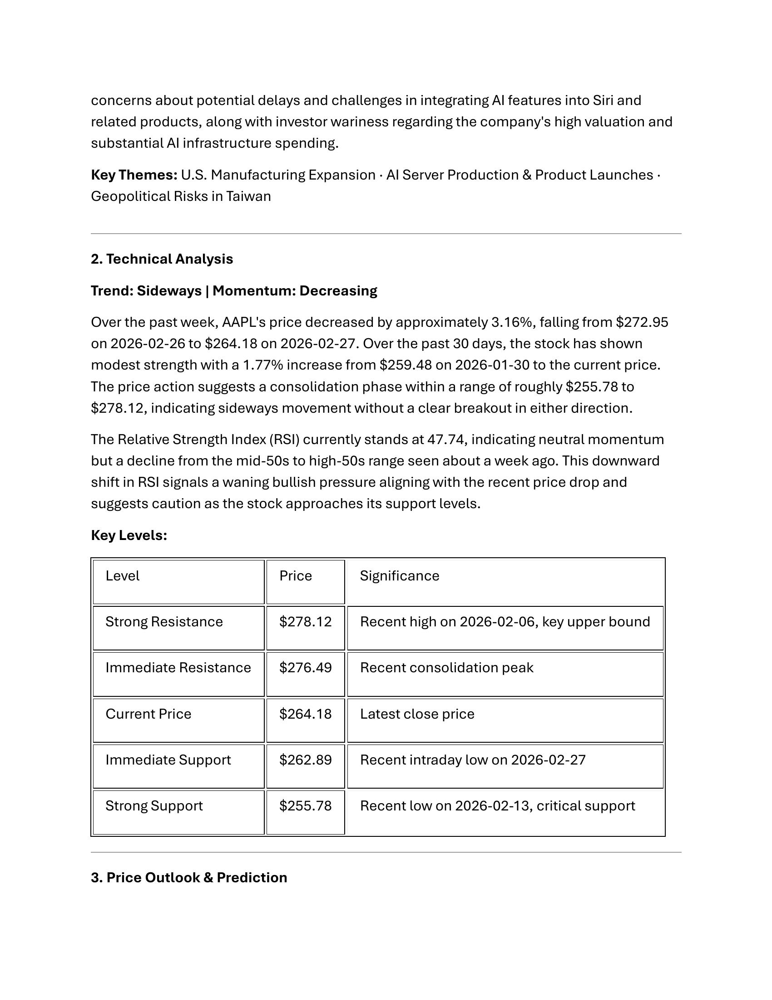 concerns about potential delays and challenges in integrating AI features into Siri and
related products, along with investor wariness regarding the company's high valuation and
substantial AI infrastructure spending.
Key Themes: U.S. Manufacturing Expansion · AI Server Production & Product Launches ·
Geopolitical Risks in Taiwan
2. Technical Analysis
Trend: Sideways | Momentum: Decreasing
Over the past week, AAPL's price decreased by approximately 3.16%, falling from $272.95
on 2026-02-26 to $264.18 on 2026-02-27. Over the past 30 days, the stock has shown
modest strength with a 1.77% increase from $259.48 on 2026-01-30 to the current price.
The price action suggests a consolidation phase within a range of roughly $255.78 to
$278.12, indicating sideways movement without a clear breakout in either direction.
The Relative Strength Index (RSI) currently stands at 47.74, indicating neutral momentum
but a decline from the mid-50s to high-50s range seen about a week ago. This downward
shift in RSI signals a waning bullish pressure aligning with the recent price drop and
suggests caution as the stock approaches its support levels.
Key Levels:
Level Price Significance
Strong Resistance $278.12 Recent high on 2026-02-06, key upper bound
Immediate Resistance $276.49 Recent consolidation peak
Current Price $264.18 Latest close price
Immediate Support $262.89 Recent intraday low on 2026-02-27
Strong Support $255.78 Recent low on 2026-02-13, critical support
3. Price Outlook & Prediction